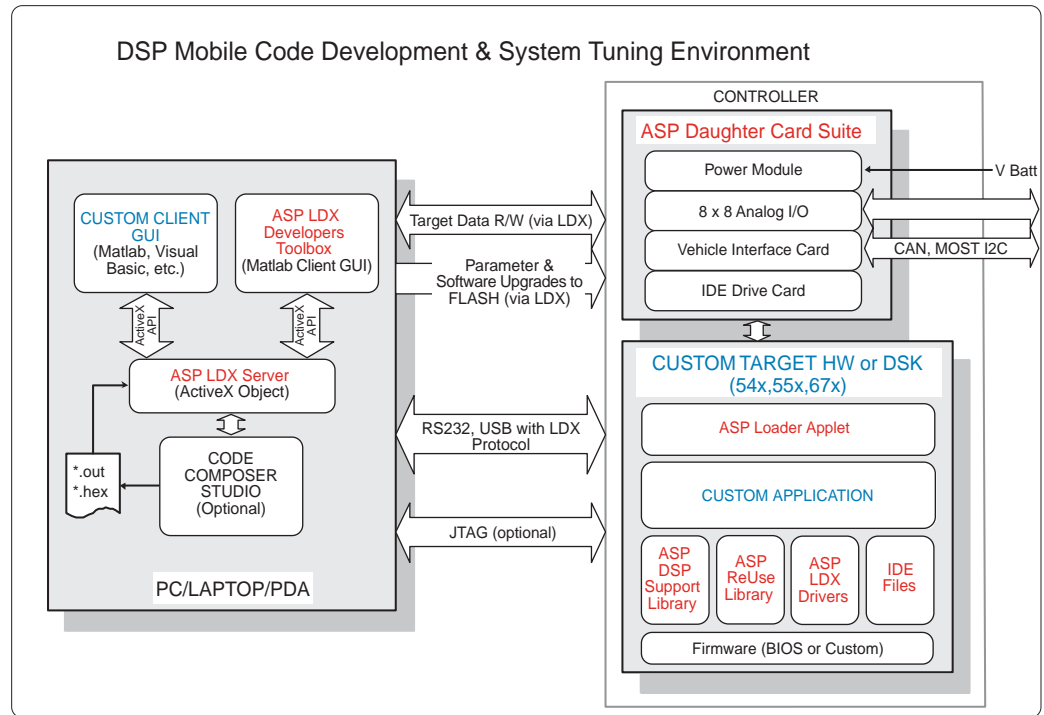 DSP Mobile Code Development & System Tuning Environment
CUSTOM CLIENT
GUI
(Matlab, Visual
Basic, etc.)
ASP LDX
Developers
Toolbox
(Matlab Client GUI)
ActiveX
API
ActiveX
API
ASP LDX Server
(ActiveX Object)
*.out
*.hex
CODE
COMPOSER
STUDIO
(Optional)
PC/LAPTOP/PDA
Target Data R/W (via LDX)
Parameter &
Software Upgrades to
FLASH (via LDX)
RS232, USB with LDX
Protocol
JTAG (optional)
CONTROLLER
ASP Daughter Card Suite
Power Module
8 x 8 Analog I/O
Vehicle Interface Card
IDE Drive Card
V Batt
CAN, MOST I2C
CUSTOM TARGET HW or DSK
(54x,55x,67x)
ASP Loader Applet
CUSTOM APPLICATION
ASP
DSP
Support
Library
ASP
ReUse
Library
ASP
LDX
Drivers
IDE
Files
Firmware (BIOS or Custom)